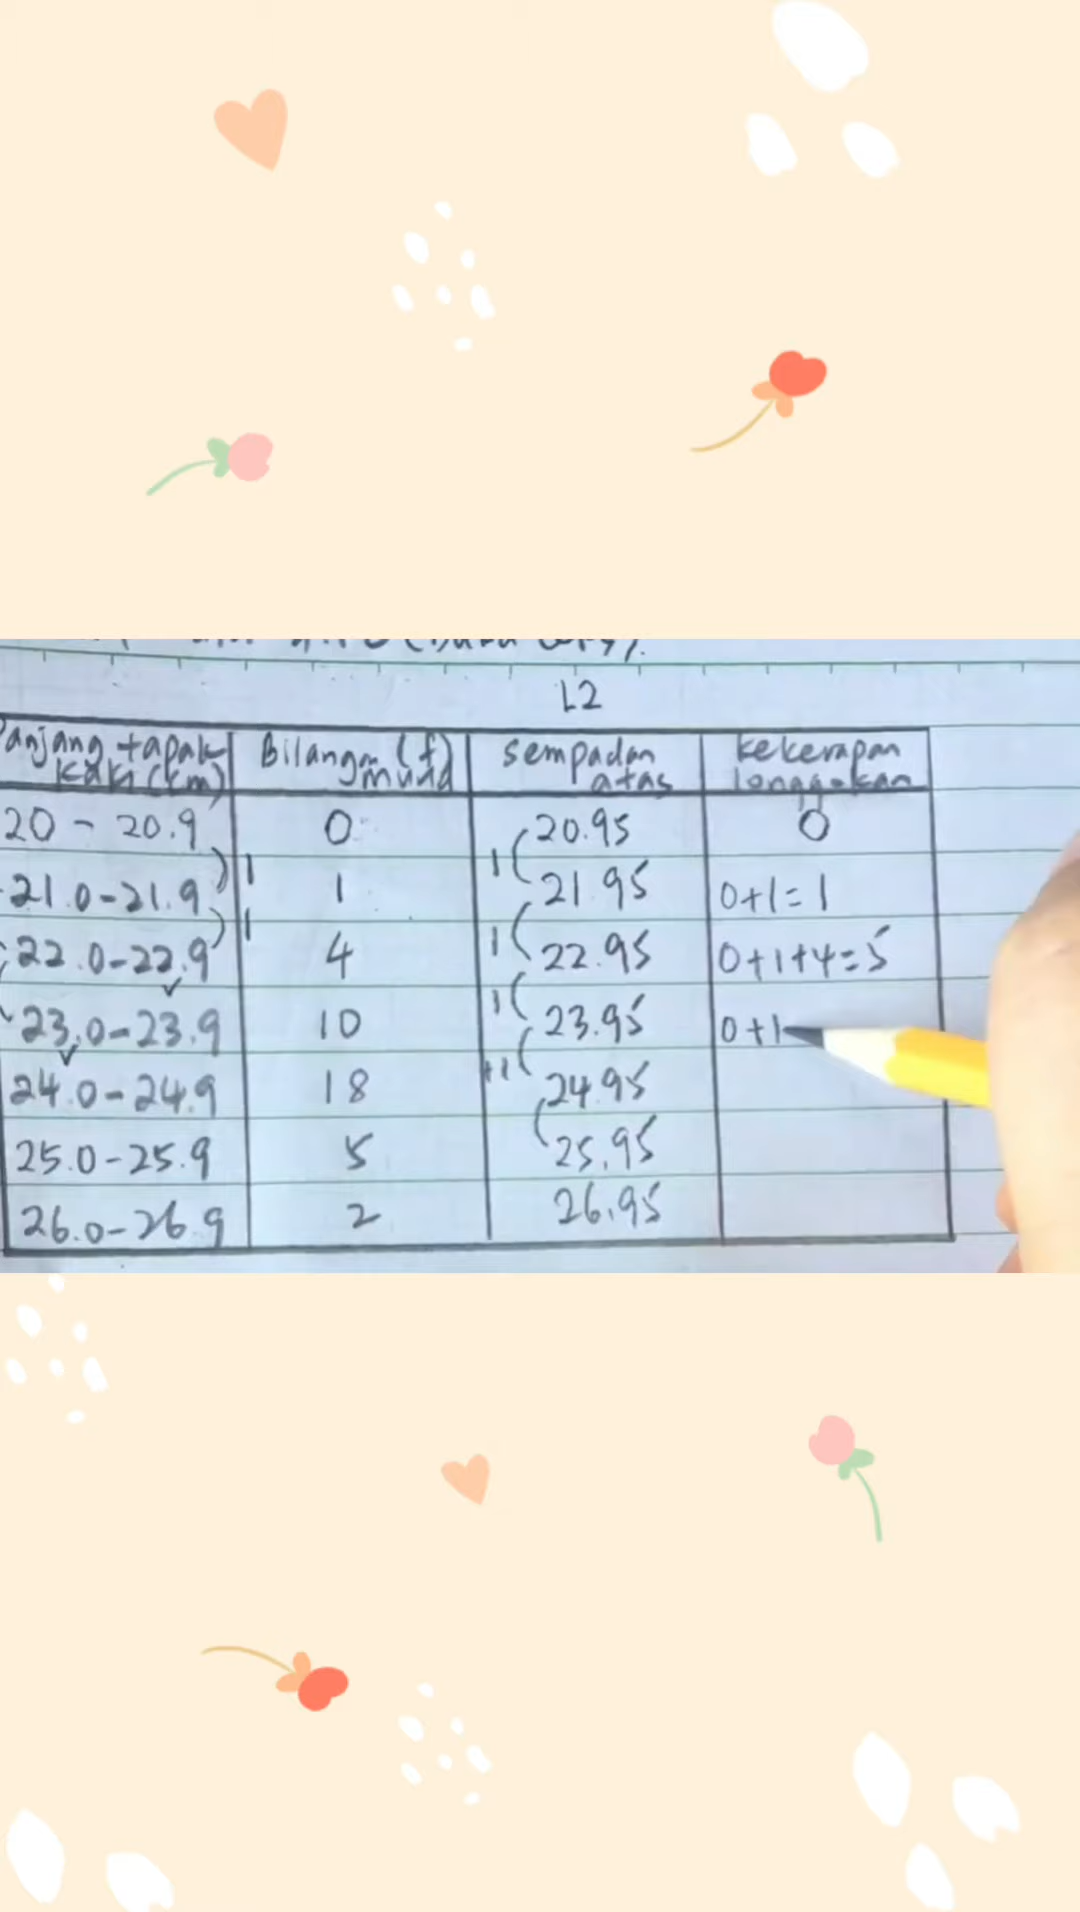 L2
Panjang tapak kaki (cm) Bilangan (f) murid sempadan atas kekerapan longgokan
20 - 20.9 0 20.95 0
21.0-21.9 1 21.95 0+1=1
22.0-22.9 4 22.95 0+1+4=5
23.0-23.9 10 23.95 0+1
24.0-24.9 18 24.95
25.0-25.9 5 25.95
26.0-26.9 2 26.95